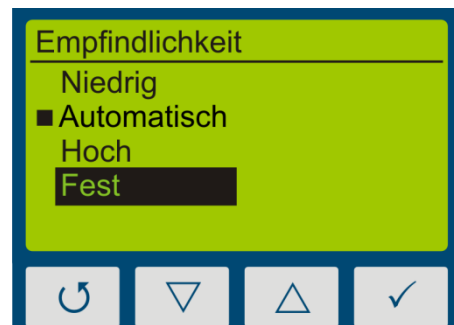 Empfindlichkeit
Niedrig
Automatisch
Hoch
Fest